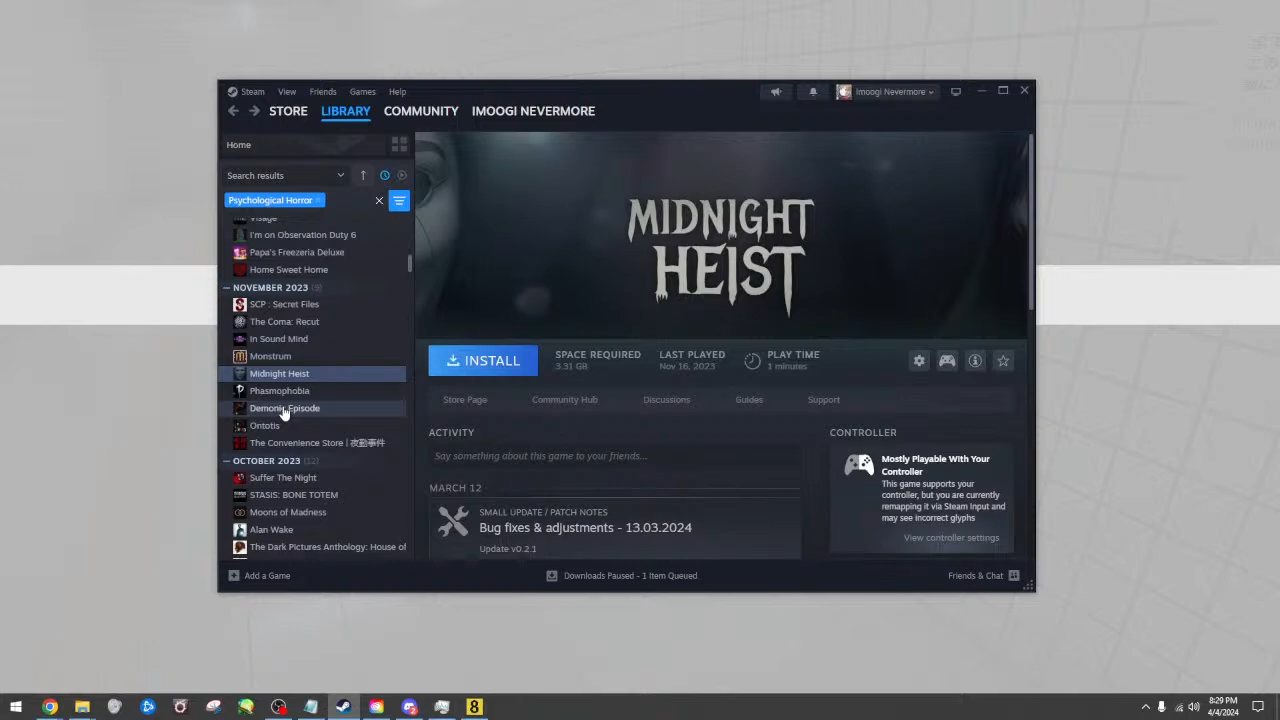 Steam View Friends Games Help
Imoogi Nevermore
STORE LIBRARY COMMUNITY IMOOGI NEVERMORE
Home
Search results
Psychological Horror
Visage
I'm on Observation Duty 6
Papa's Freezeria Deluxe
Home Sweet Home
NOVEMBER 2023 (9)
SCP : Secret Files
The Coma: Recut
In Sound Mind
Monstrum
Midnight Heist
Phasmophobia
Demonic Episode
Ontotis
The Convenience Store | 夜勤事件
OCTOBER 2023 (12)
Suffer The Night
STASIS: BONE TOTEM
Moons of Madness
Alan Wake
The Dark Pictures Anthology: House of
Add a Game
MIDNIGHT
HEIST
INSTALL
SPACE REQUIRED
3.31 GB
LAST PLAYED
Nov 16, 2023
PLAY TIME
1 minutes
Store Page Community Hub Discussions Guides Support
ACTIVITY
Say something about this game to your friends...
MARCH 12
SMALL UPDATE / PATCH NOTES
Bug fixes & adjustments - 13.03.2024
Update v0.2.1
CONTROLLER
Mostly Playable With Your
Controller
This game supports your
controller, but you are currently
remapping it via Steam Input and
may see incorrect glyphs
View controller settings
Downloads Paused - 1 Item Queued
Friends & Chat
8
8:29 PM
4/4/2024